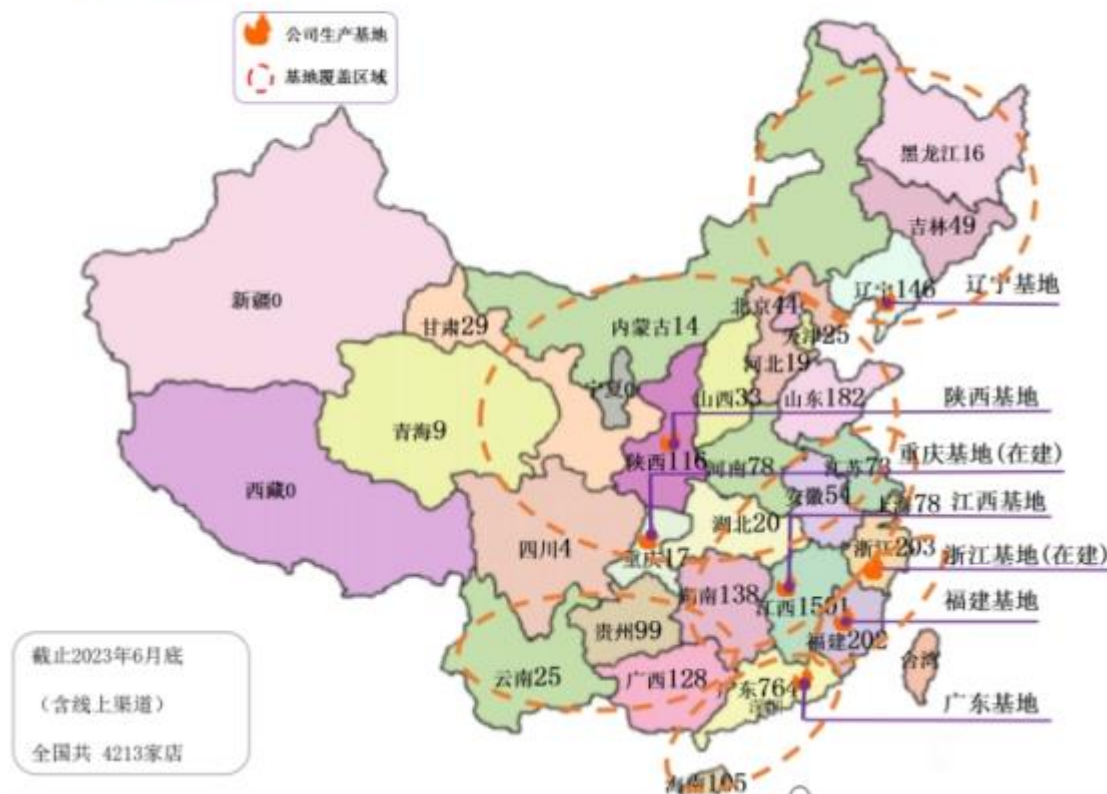 公司生产基地
基地覆盖区域
黑龙江16
吉林49
辽宁146
辽宁基地
北京44
天津25
新疆0
甘肃29
内蒙古14
河北19
宁夏0
山西33
山东182
陕西基地
青海9
陕西116
河南78
江苏73
重庆基地(在建)
西藏0
安徽54
上海78
江西基地
湖北20
四川4
重庆17
浙江203
浙江基地(在建)
湖南138
江西
福建基地
贵州99
福建202
台湾
云南25
广西128
广东764
广东基地
海南105
截止2023年6月底
(含线上渠道)
全国共 4213家店